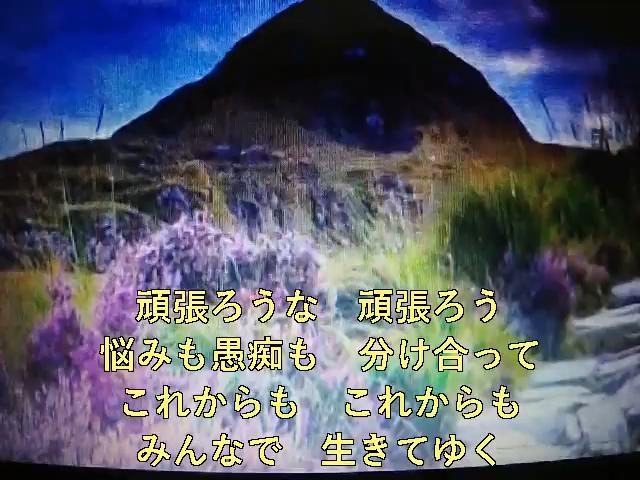 頑張ろうな　頑張ろう
悩みも愚痴も　分け合って
これからも　これからも
みんなで　生きてゆく